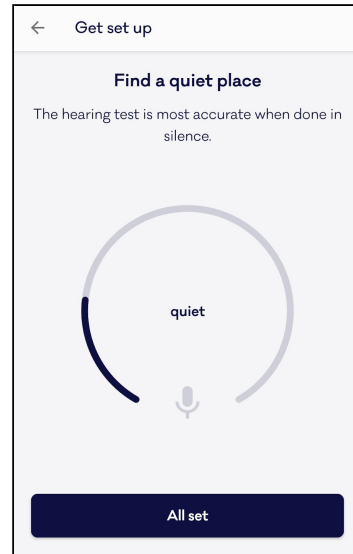 Get set up
Find a quiet place
The hearing test is most accurate when done in
silence.
quiet
All set